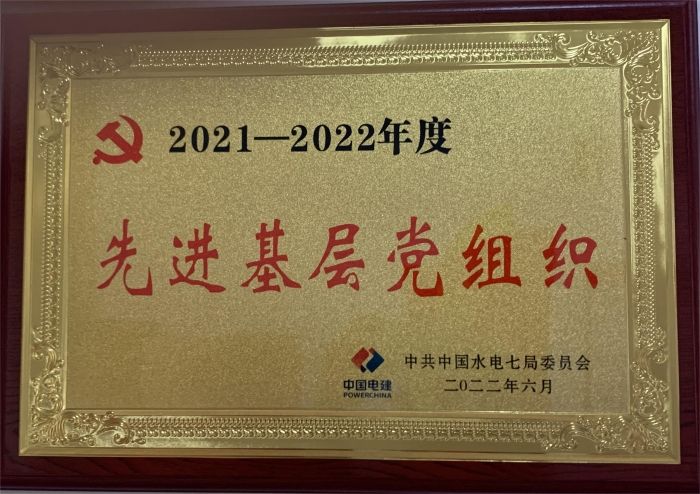 2021—2022年度
先进基层党组织
中国电建
POWERCHINA
中共中国水电七局委员会
二〇二二年六月